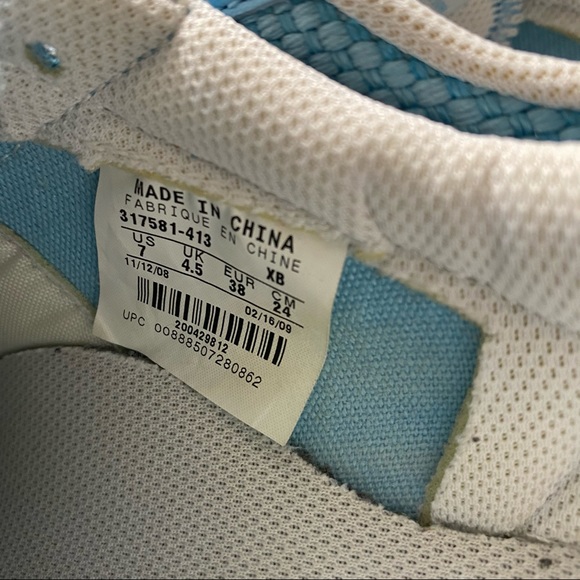 MADE IN CHINA
FABRIQUE EN CHINE
317581-413 XB
US UK EUR CM
7 4.5 38 24
11/12/08 02/16/09
200429812
UPC 00888507280862